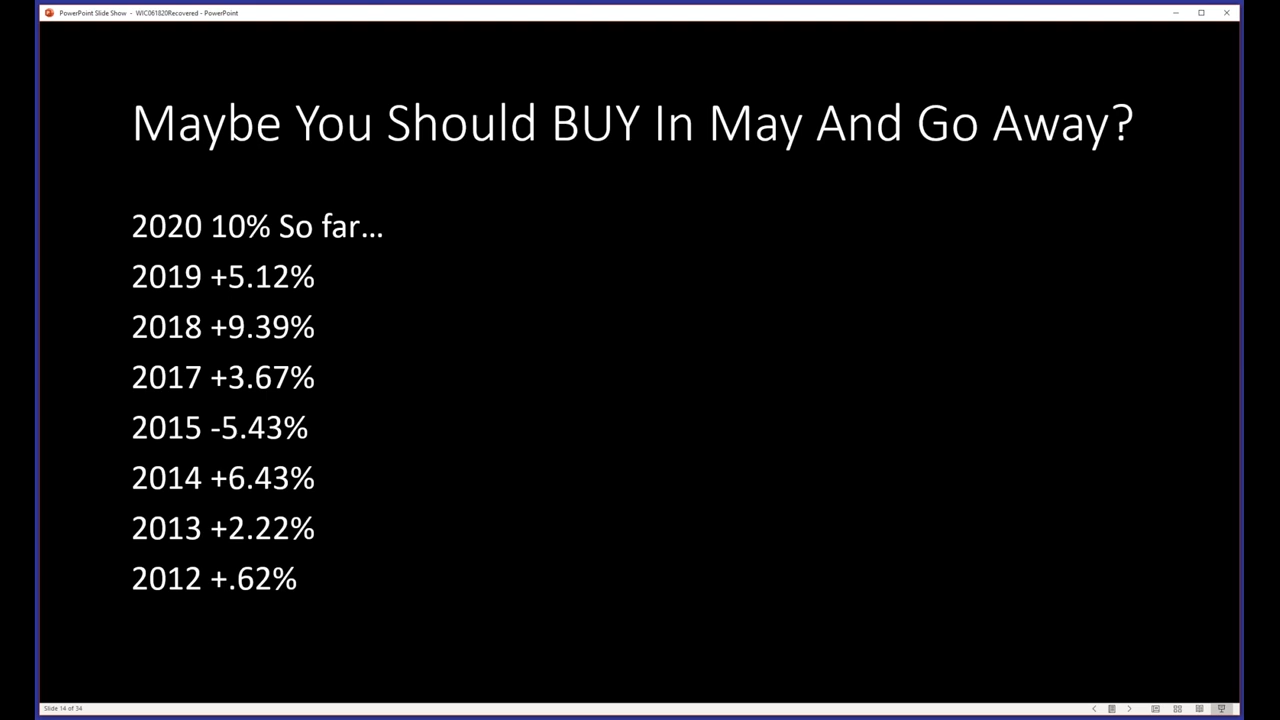 PowerPoint Slide Show - WIC061820Recovered - PowerPoint
Maybe You Should BUY In May And Go Away?
2020 10% So far...
2019 +5.12%
2018 +9.39%
2017 +3.67%
2015 -5.43%
2014 +6.43%
2013 +2.22%
2012 +.62%
Slide 14 of 34